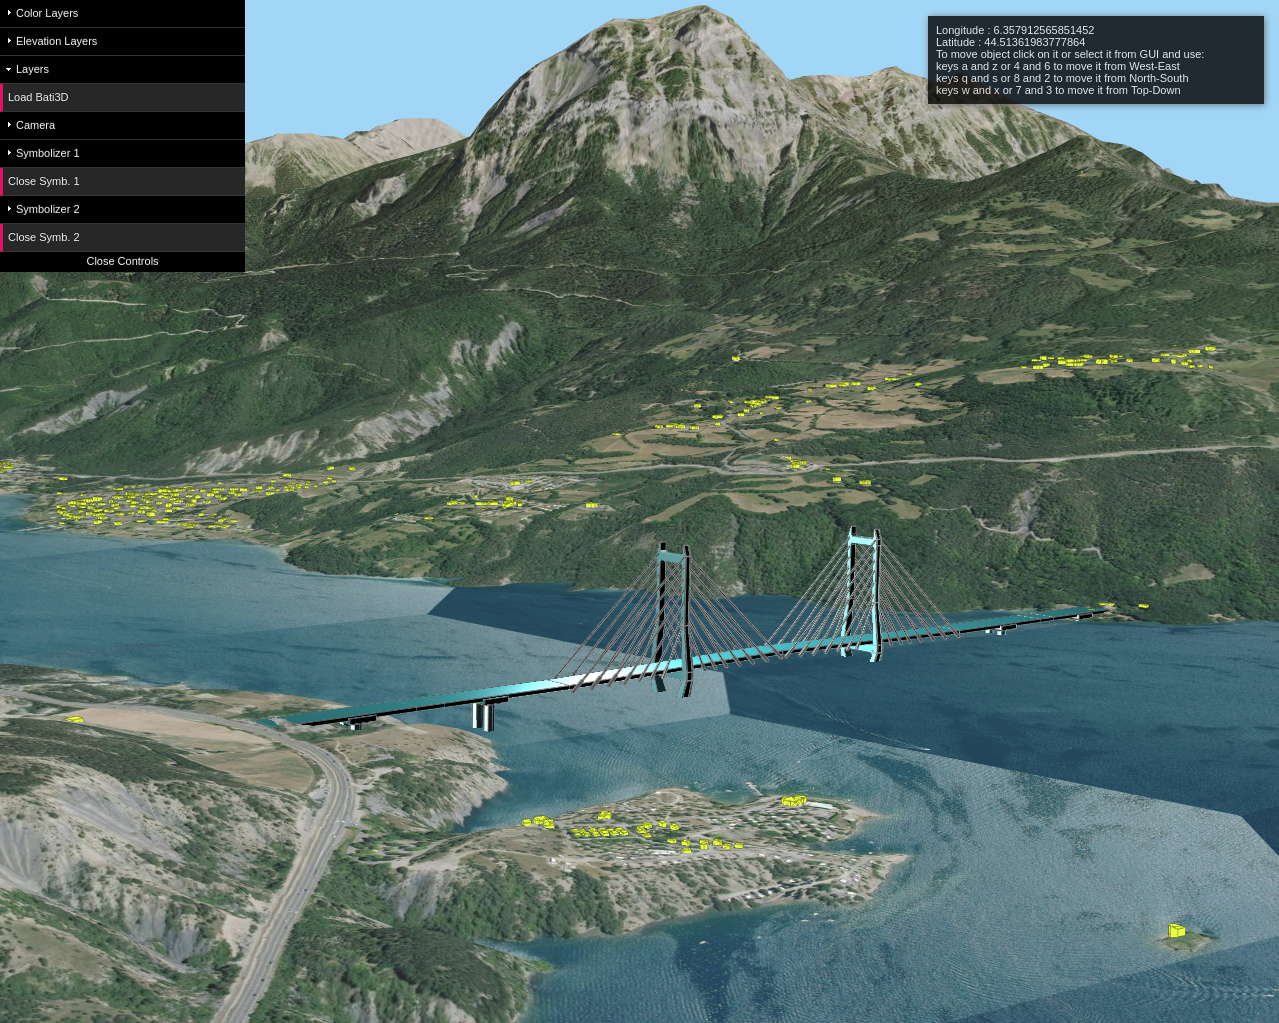 Color Layers
Elevation Layers
Layers
Load Bati3D
Camera
Symbolizer 1
Close Symb. 1
Symbolizer 2
Close Symb. 2
Close Controls
Longitude : 6.357912565851452
Latitude : 44.51361983777864
To move object click on it or select it from GUI and use:
keys a and z or 4 and 6 to move it from West-East
keys q and s or 8 and 2 to move it from North-South
keys w and x or 7 and 3 to move it from Top-Down